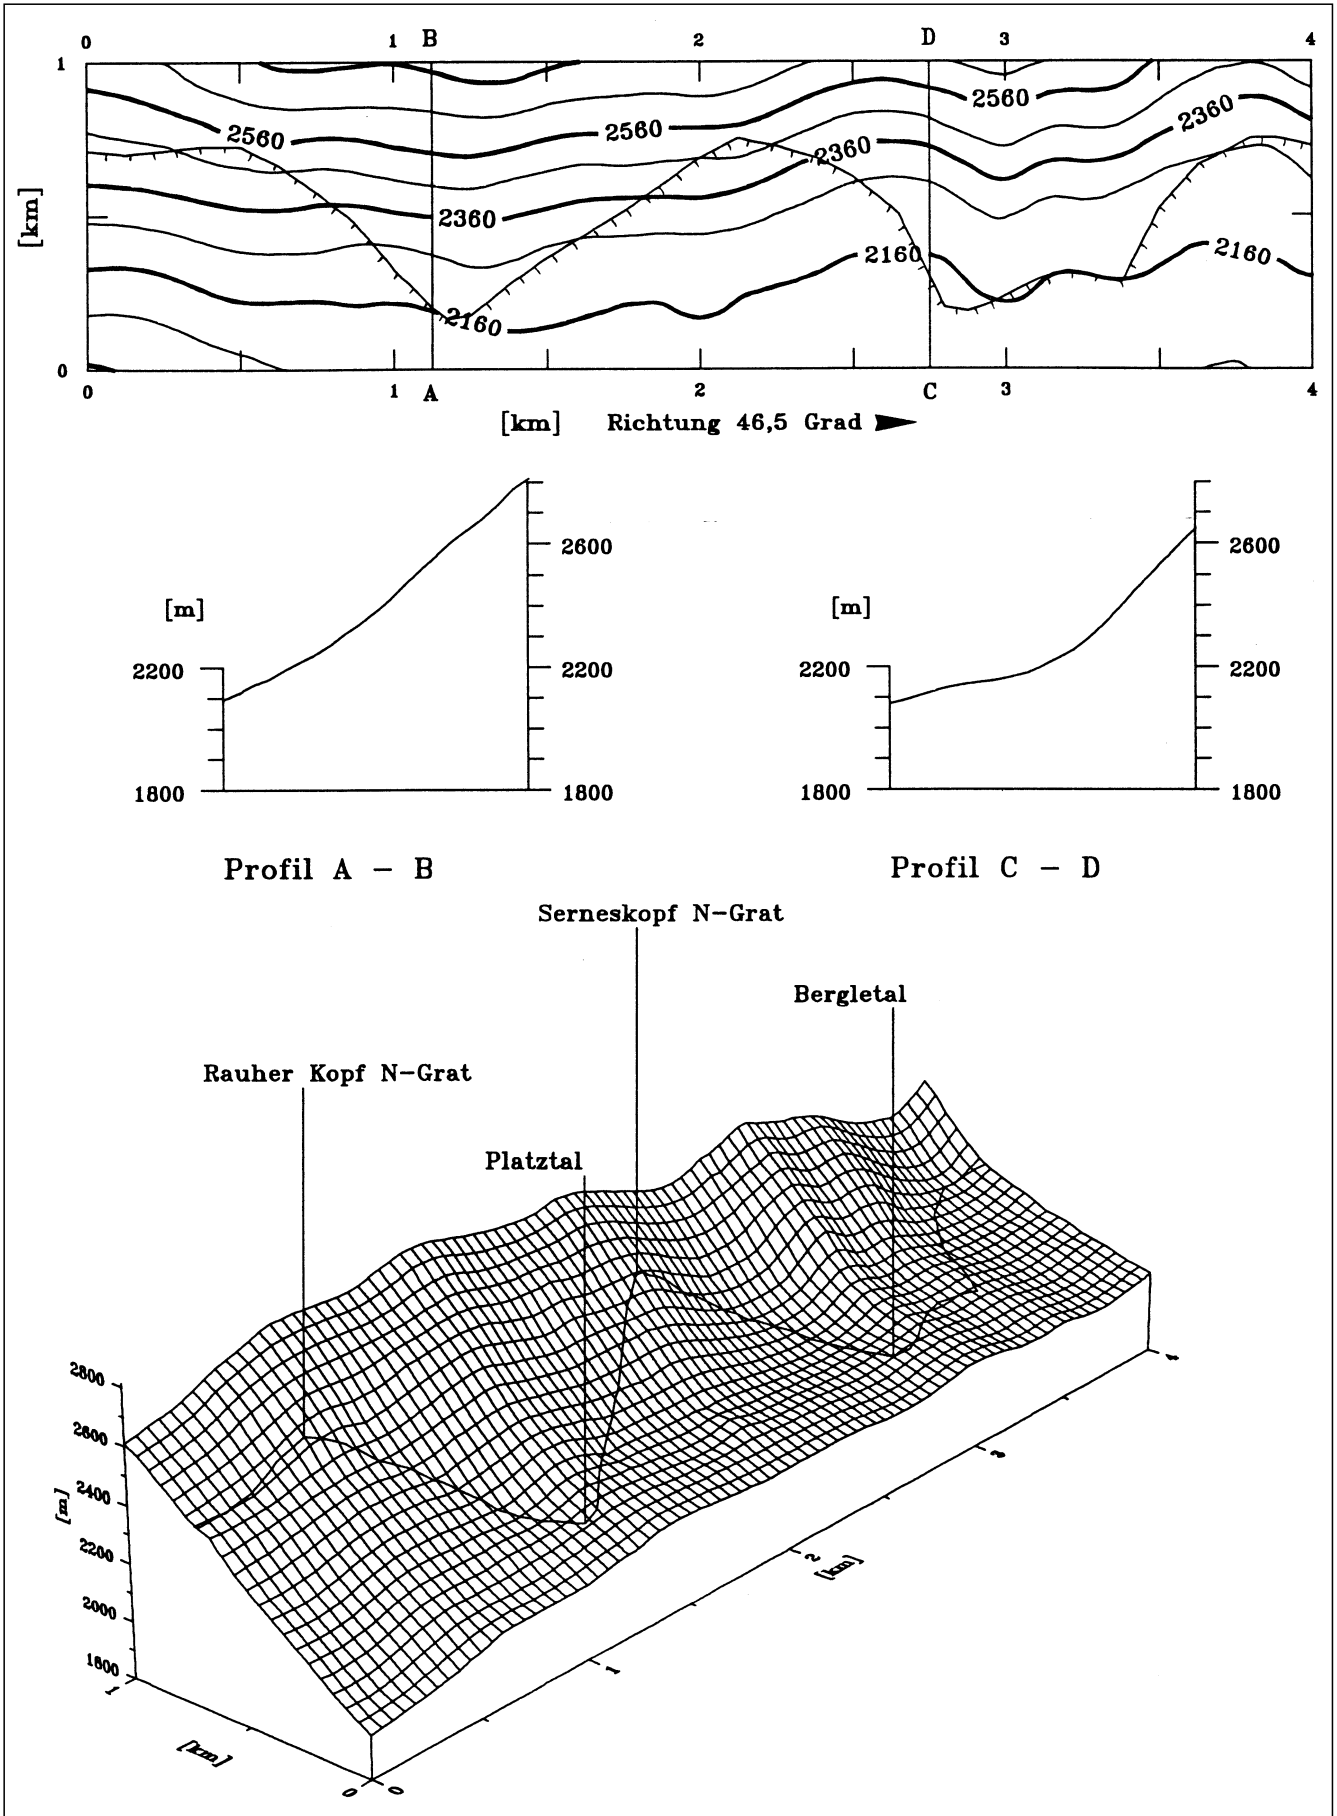 0 1 B 2 D 3 4
1
2560 2560 2560 2360
2360
2360
[km]
2160 2160
2160
0
0 1 A 2 C 3 4
[km] Richtung 46,5 Grad
2600 2600
[m] [m]
2200 2200 2200 2200
1800 1800 1800 1800
Profil A - B Profil C - D
Serneskopf N-Grat
Bergletal
Rauher Kopf N-Grat
Platztal
2800
2600
2400
[m]
2200
2000
1800
1
[km]
0
0
1
2
[km]
3
4